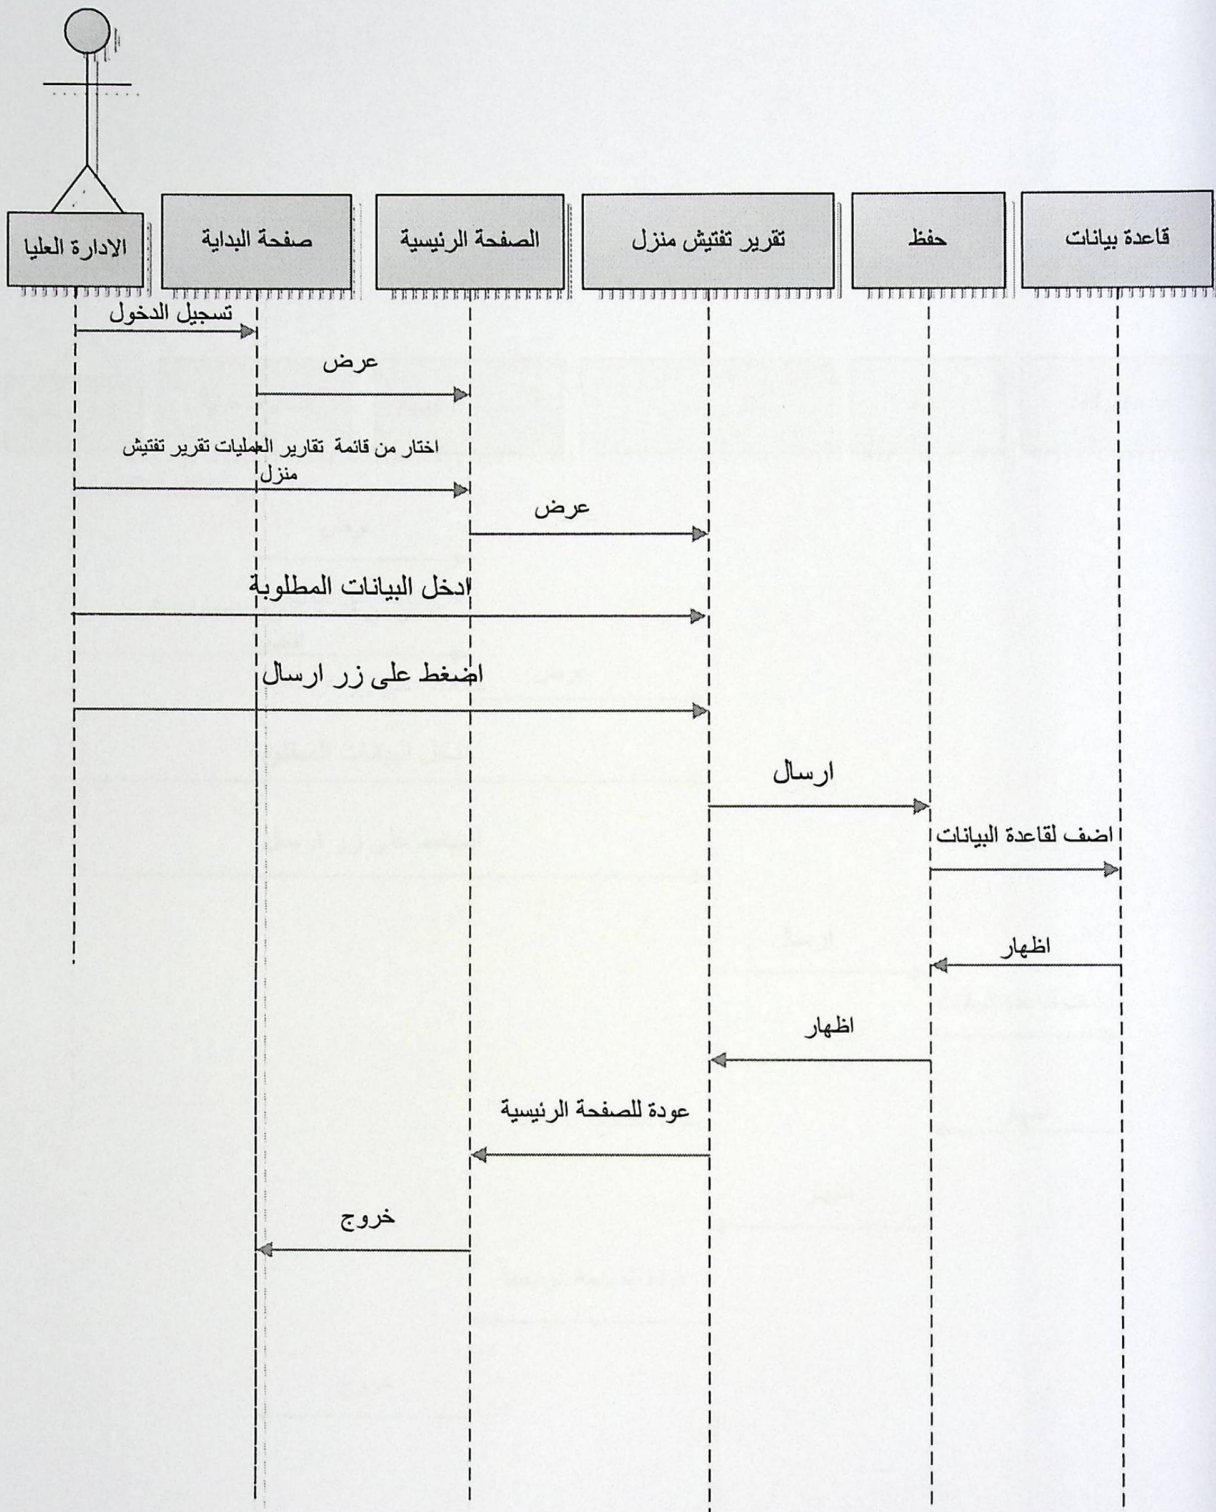 الادارة العليا
صفحة البداية
الصفحة الرئيسية
تقرير تفتيش منزل
حفظ
قاعدة بيانات
تسجيل الدخول
عرض
اختار من قائمة تقارير العمليات تقرير تفتيش
منزل
عرض
ادخل البيانات المطلوبة
اضغط على زر ارسال
ارسال
اضف لقاعدة البيانات
اظهار
اظهار
عودة للصفحة الرئيسية
خروج